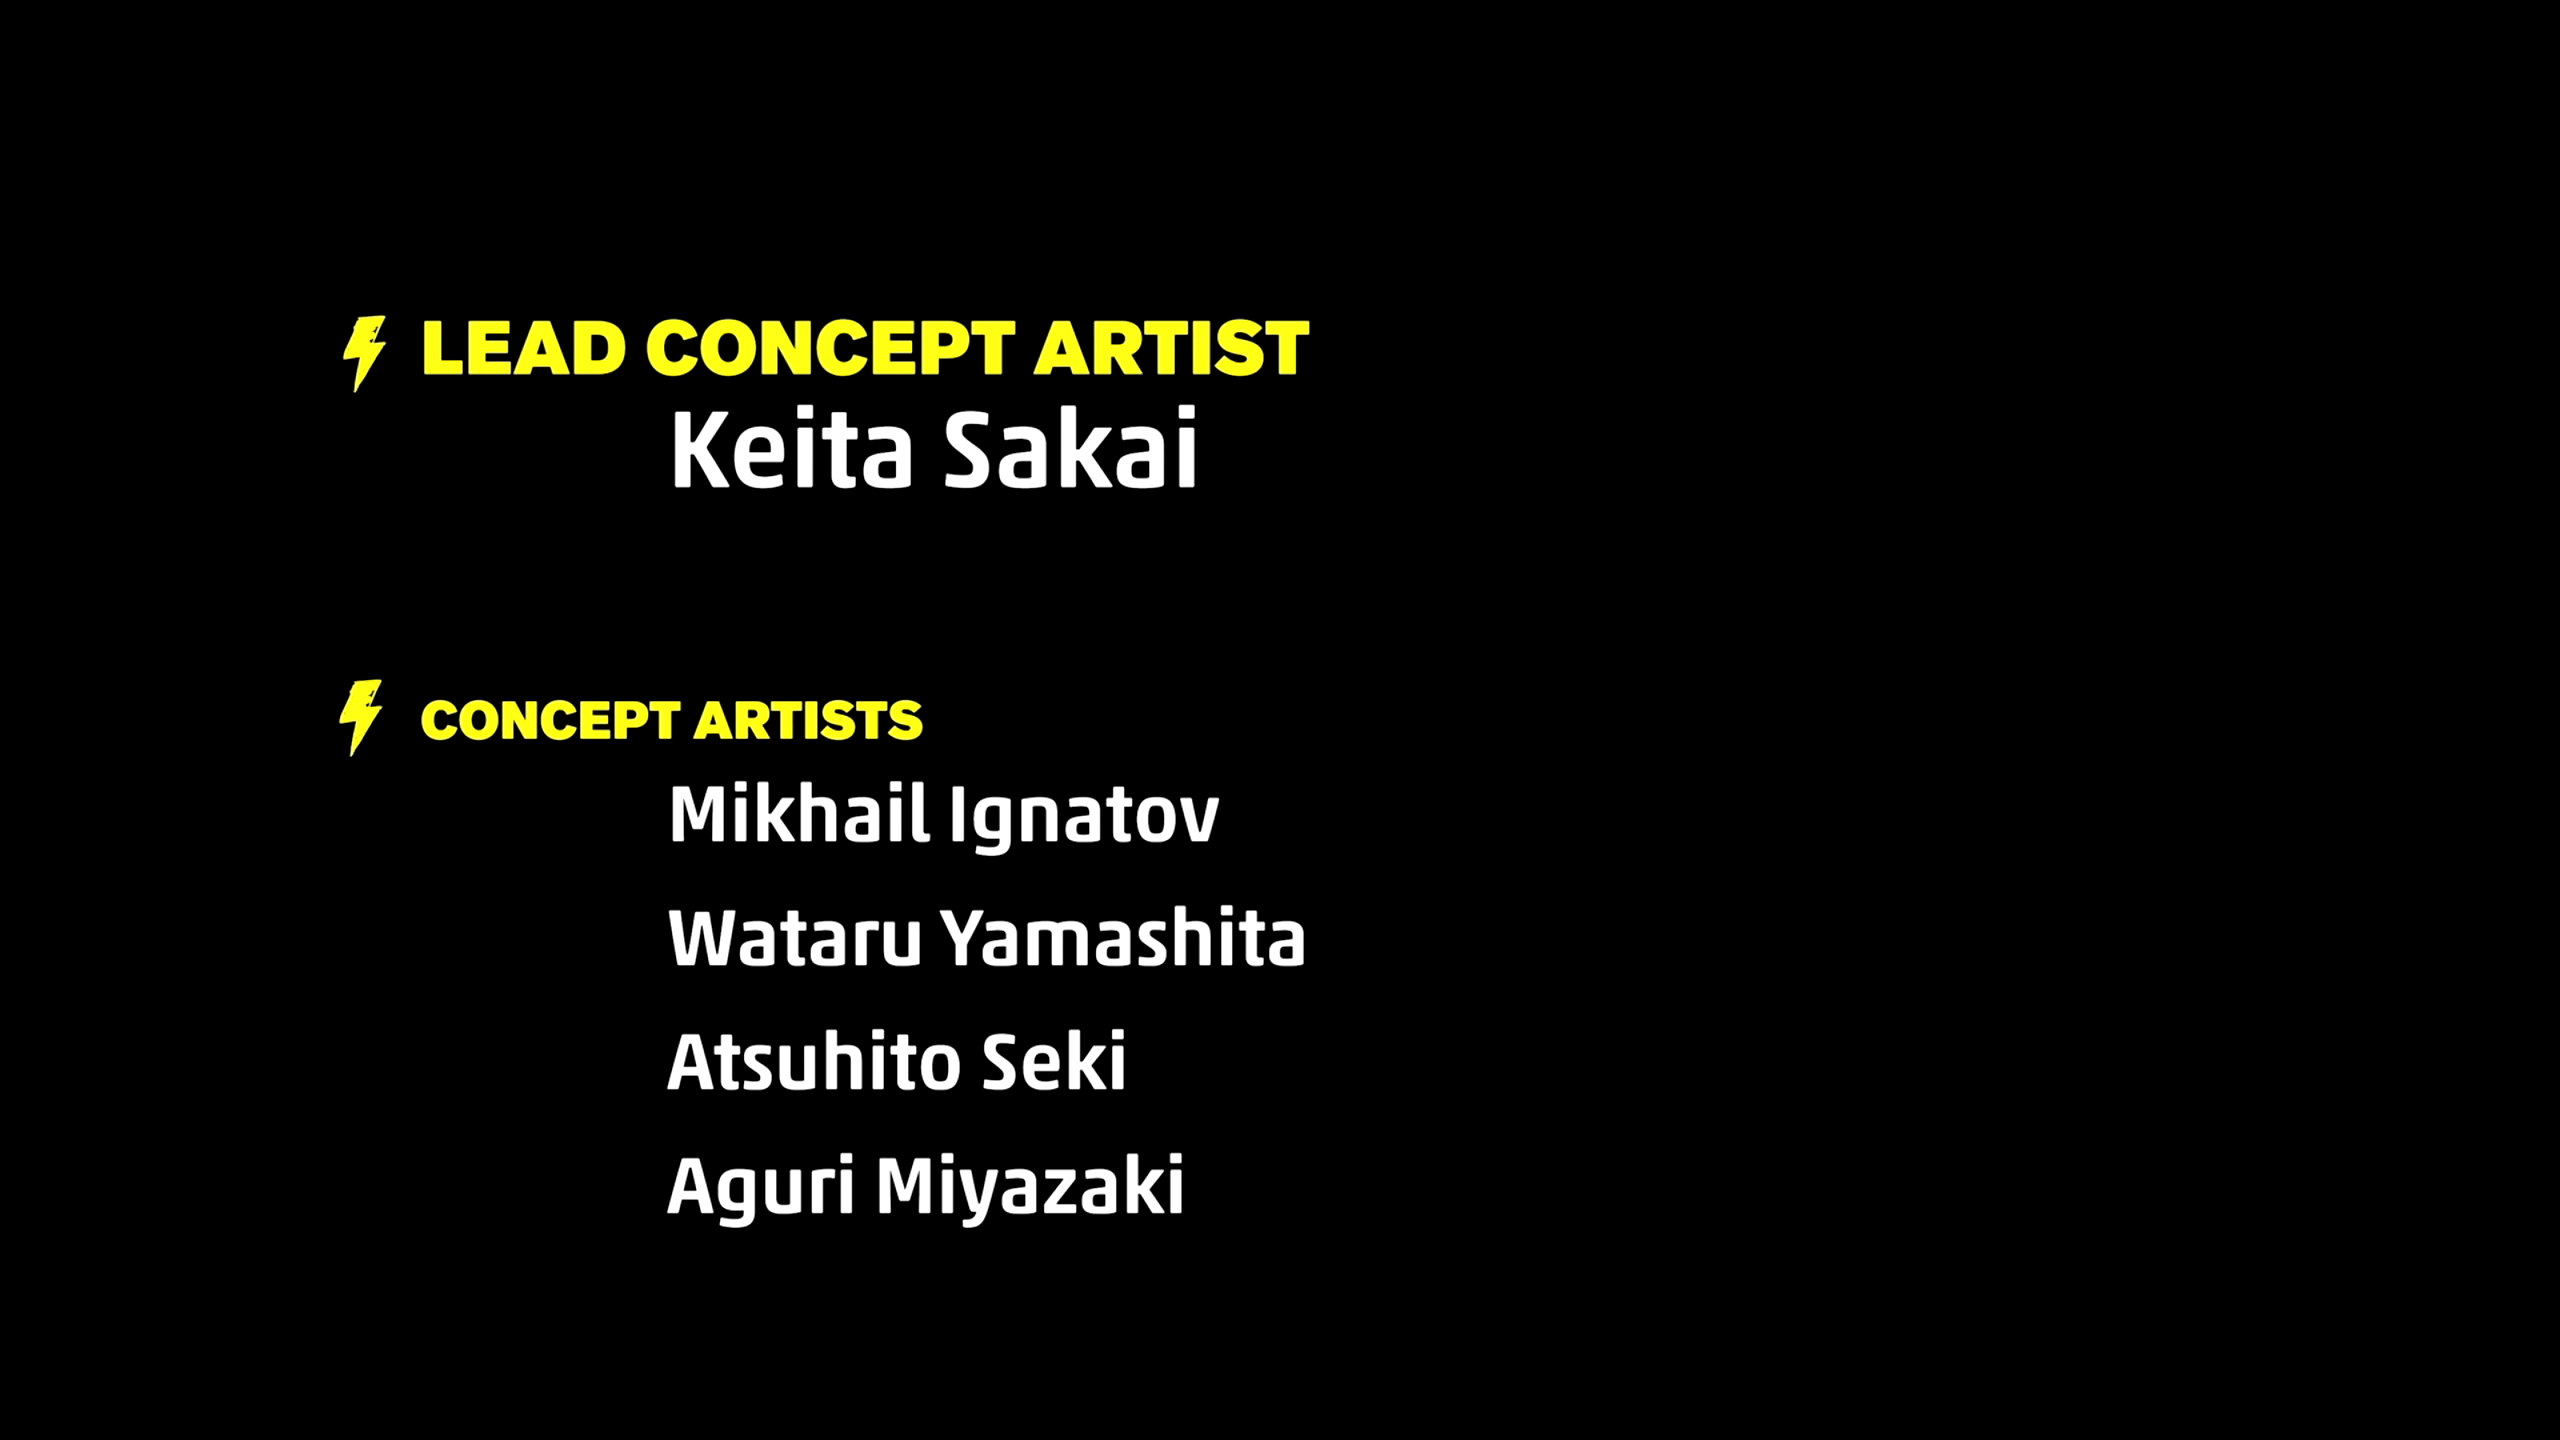 LEAD CONCEPT ARTIST
Keita Sakai
CONCEPT ARTISTS
Mikhail Ignatov
Wataru Yamashita
Atsuhito Seki
Aguri Miyazaki